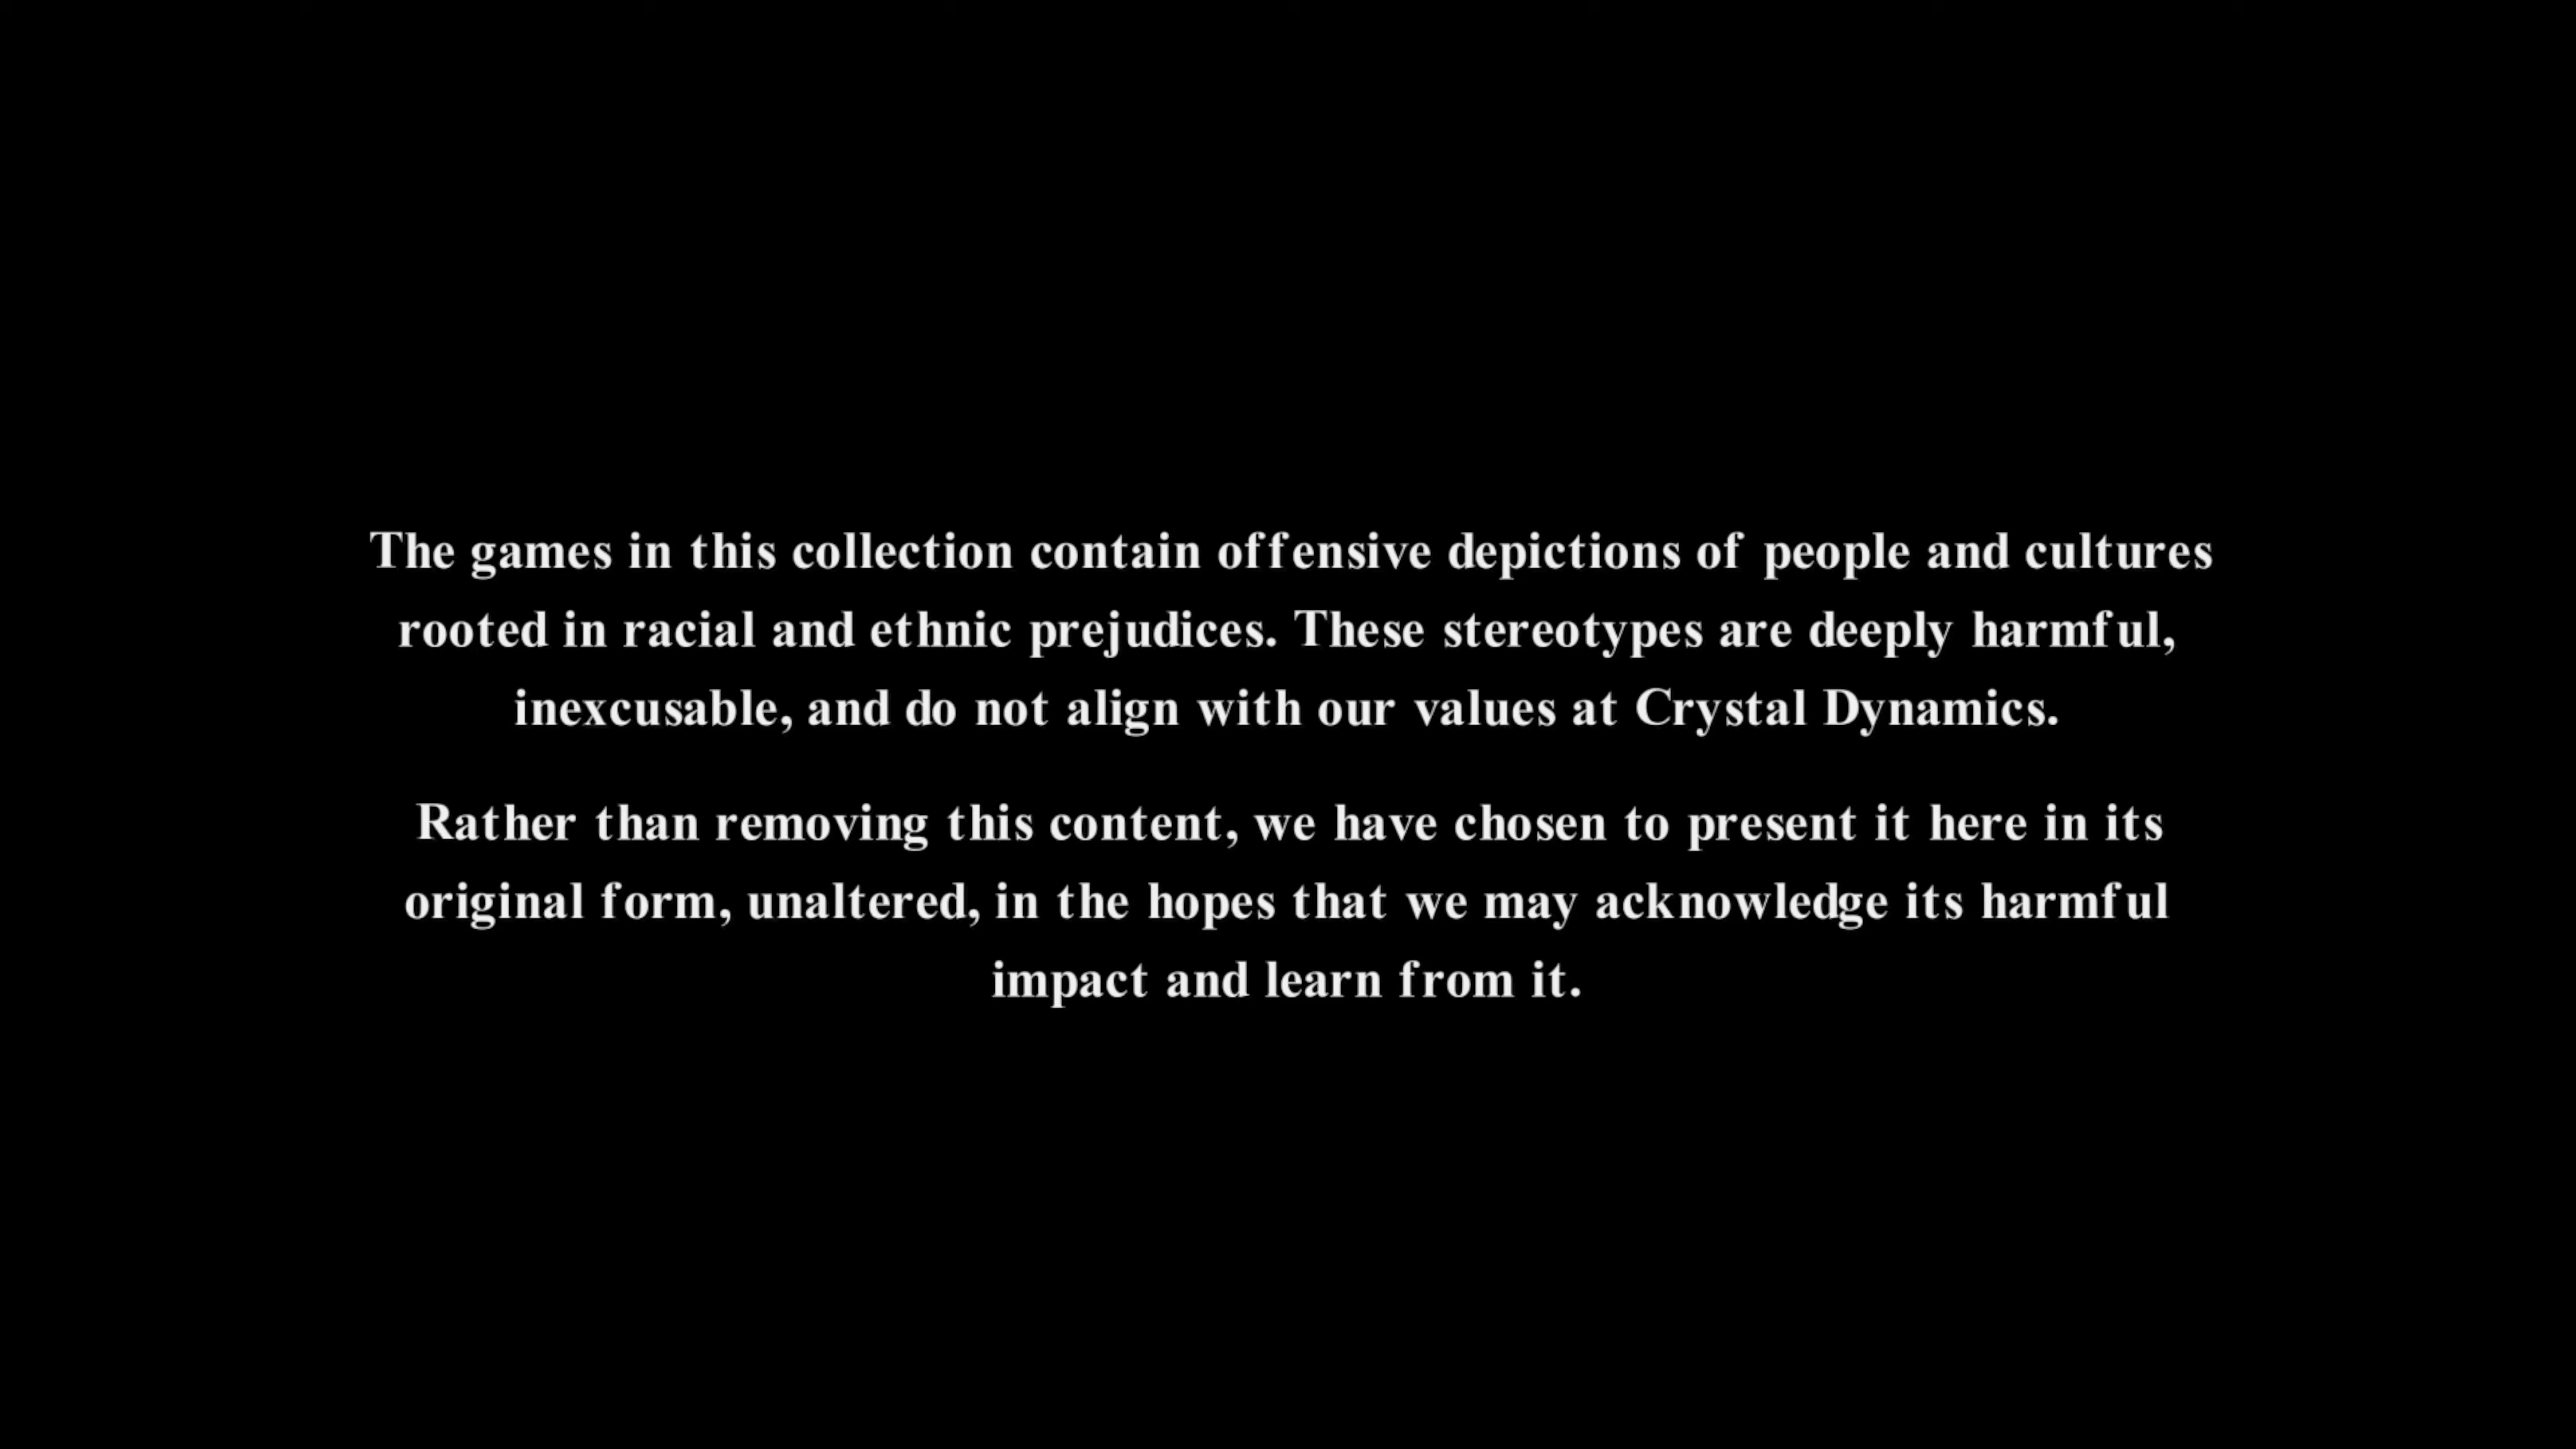 The games in this collection contain offensive depictions of people and cultures
rooted in racial and ethnic prejudices. These stereotypes are deeply harmful,
inexcusable, and do not align with our values at Crystal Dynamics.
Rather than removing this content, we have chosen to present it here in its
original form, unaltered, in the hopes that we may acknowledge its harmful
impact and learn from it.